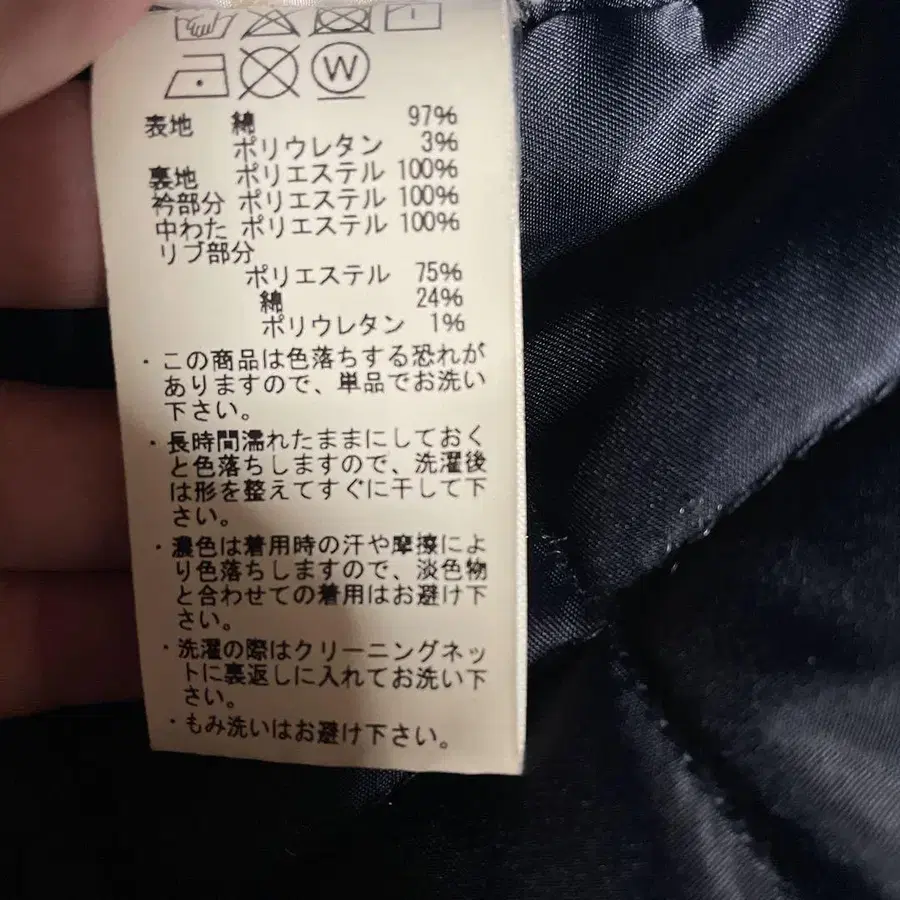 W
表地 綿 97%
ポリウレタン 3%
裏地 ポリエステル 100%
衿部分 ポリエステル 100%
中わた ポリエステル 100%
リブ部分
ポリエステル 75%
綿 24%
ポリウレタン 1%
・この商品は色落ちする恐れが
ありますので、単品でお洗い
下さい。
・長時間濡れたままにしておく
と色落ちしますので、洗濯後
は形を整えてすぐに干して下
さい。
・濃色は着用時の汗や摩擦によ
り色落ちしますので、淡色物
と合わせての着用はお避け下
さい。
・洗濯の際はクリーニングネッ
トに裏返しに入れてお洗い下
さい。
・もみ洗いはお避け下さい。